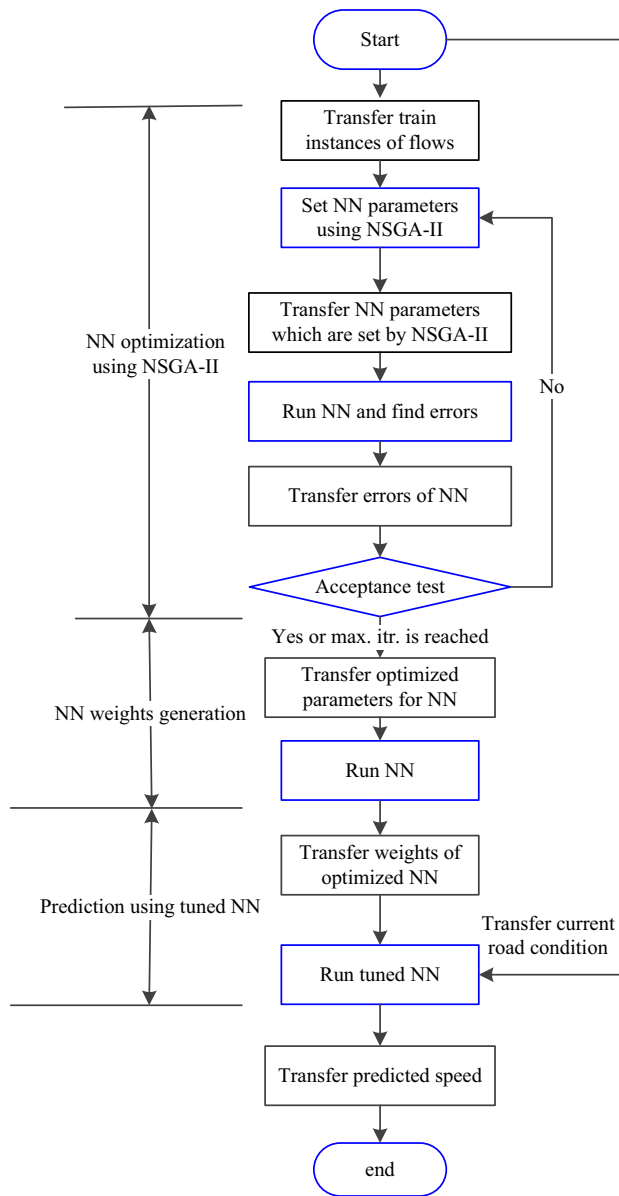 Start
Transfer train
instances of flows
Set NN parameters
using NSGA-II
Transfer NN parameters
which are set by NSGA-II
NN optimization
using NSGA-II
No
Run NN and find errors
Transfer errors of NN
Acceptance test
Yes or max. itr. is reached
Transfer optimized
parameters for NN
NN weights generation
Run NN
Transfer weights of
optimized NN
Prediction using tuned NN
Transfer current
road condition
Run tuned NN
Transfer predicted speed
end